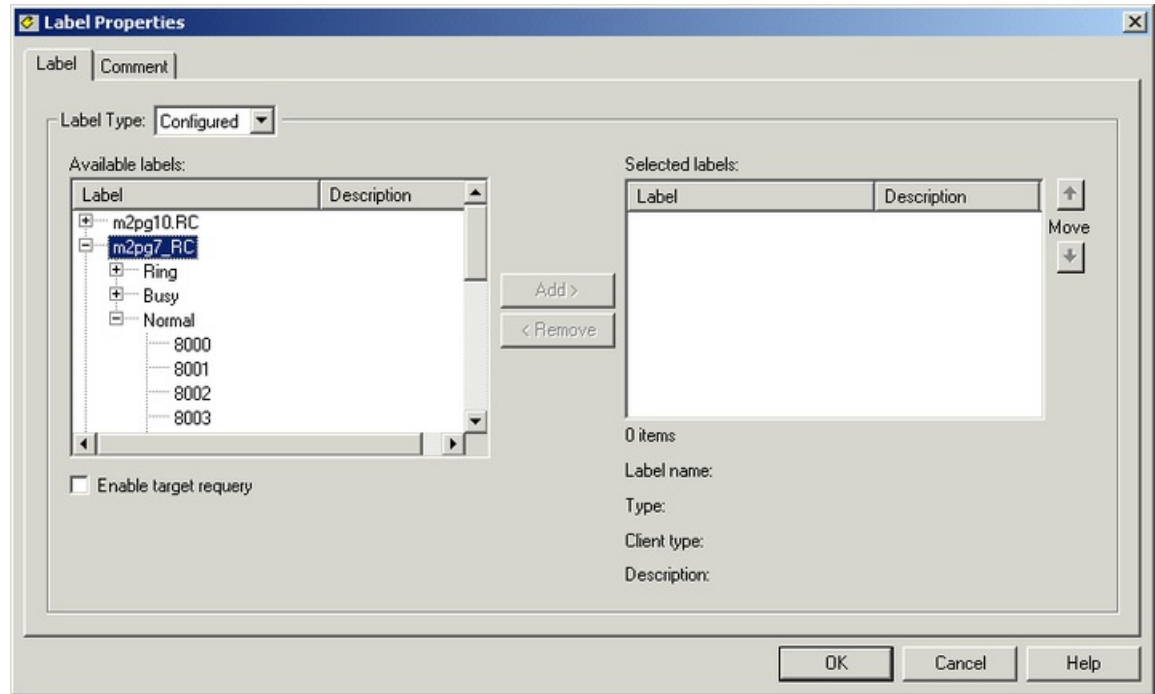 Label Properties
Label Comment
Label Type: Configured
Available labels: Selected labels:
Label Description Label Description
m2pg10.RC
m2pg7_RC Move
Ring
Busy Add >
Normal < Remove
8000
8001
8002
8003
0 items
Enable target requery Label name:
Type:
Client type:
Description:
OK Cancel Help